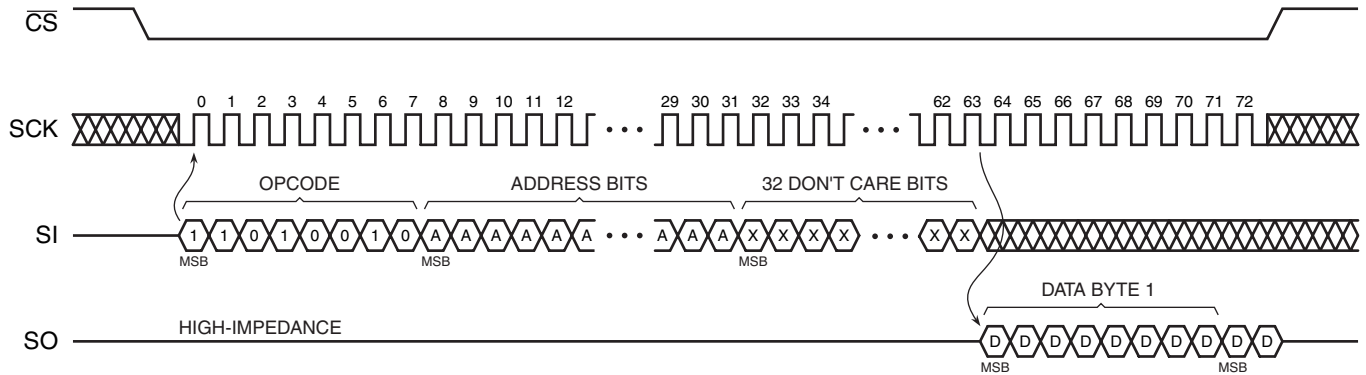 CS
0 1 2 3 4 5 6 7 8 9 10 11 12 29 30 31 32 33 34 62 63 64 65 66 67 68 69 70 71 72
SCK
OPCODE ADDRESS BITS 32 DON'T CARE BITS
SI 1 1 0 1 0 0 1 0 A A A A A A A A A X X X X X X
MSB MSB MSB
DATA BYTE 1
HIGH-IMPEDANCE
SO D D D D D D D D D D
MSB MSB